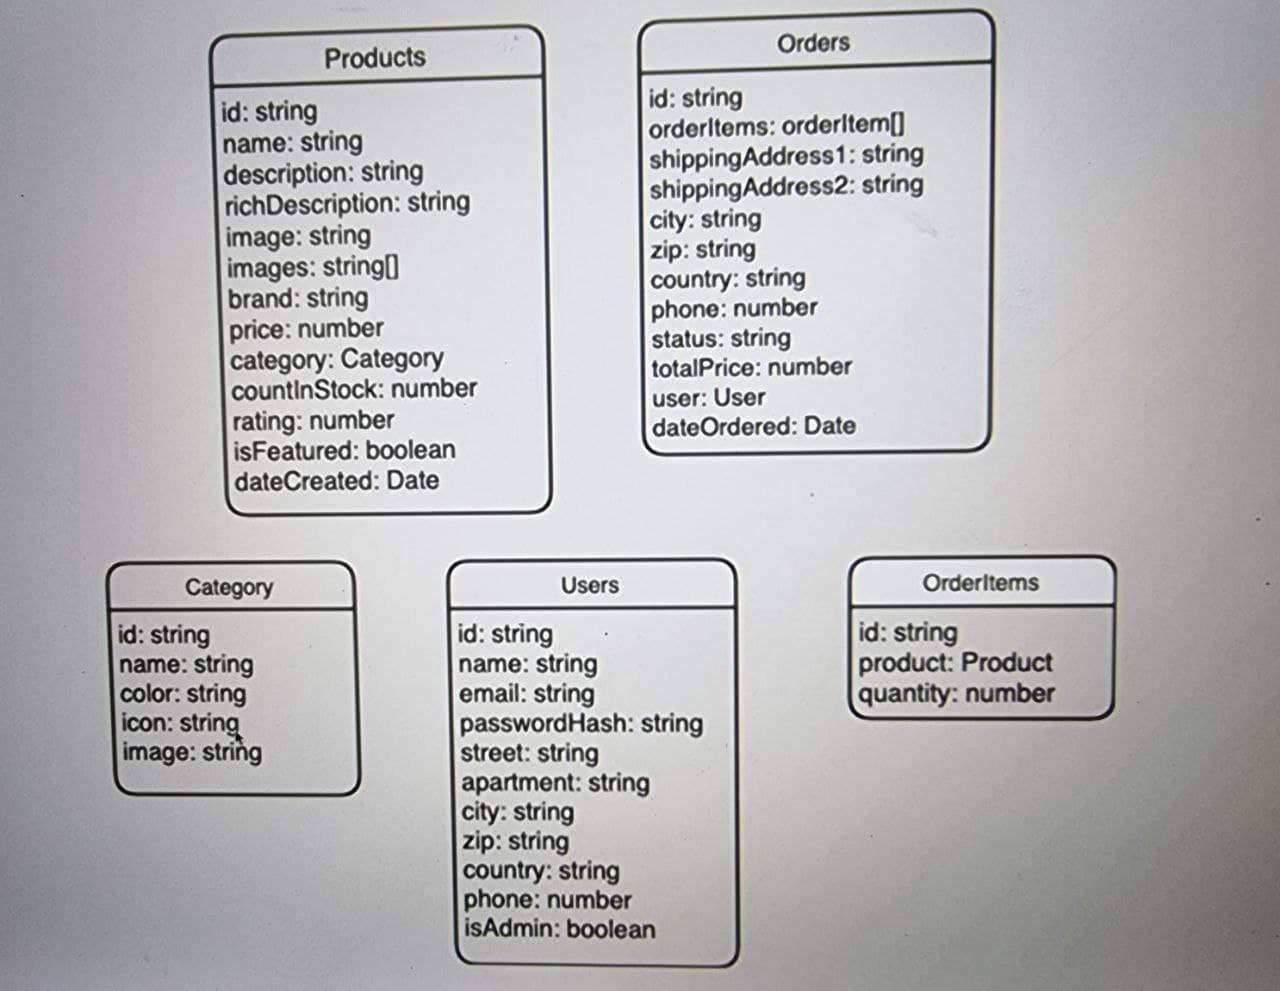 Products
id: string
name: string
description: string
richDescription: string
image: string
images: string[]
brand: string
price: number
category: Category
countInStock: number
rating: number
isFeatured: boolean
dateCreated: Date
Orders
id: string
orderItems: orderItem[]
shippingAddress1: string
shippingAddress2: string
city: string
zip: string
country: string
phone: number
status: string
totalPrice: number
user: User
dateOrdered: Date
Category
id: string
name: string
color: string
icon: string
image: string
Users
id: string
name: string
email: string
passwordHash: string
street: string
apartment: string
city: string
zip: string
country: string
phone: number
isAdmin: boolean
OrderItems
id: string
product: Product
quantity: number